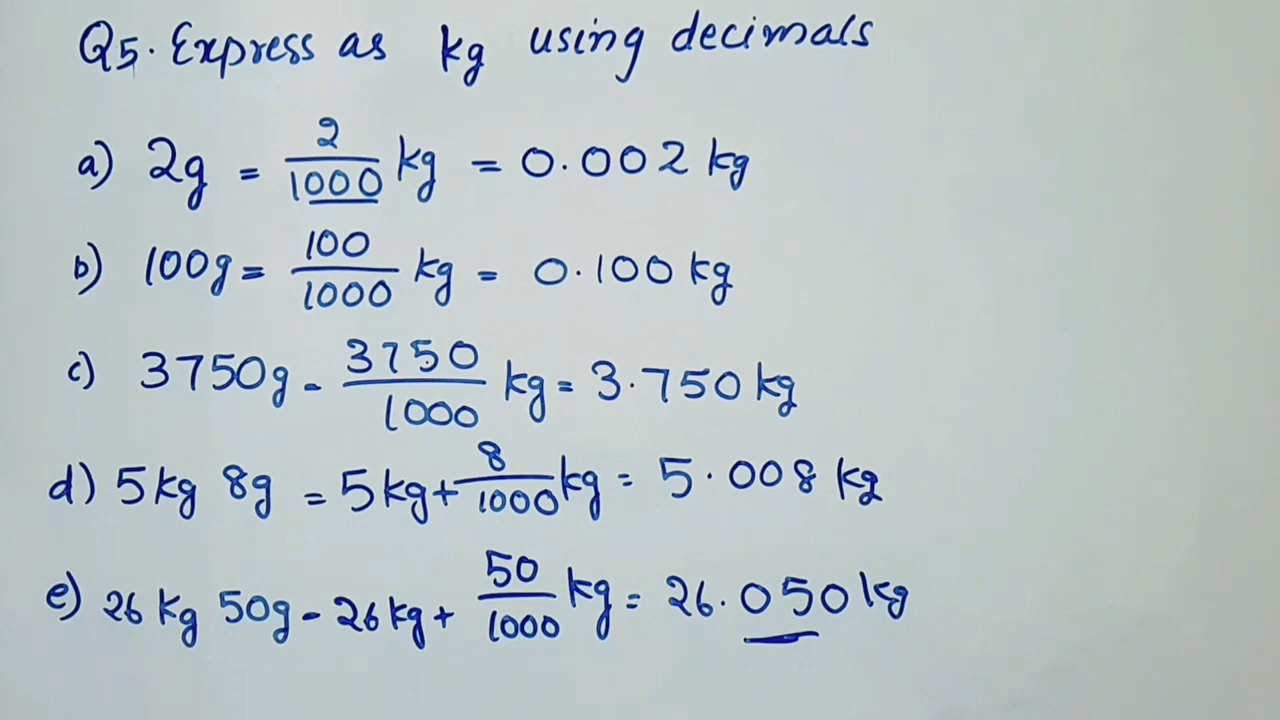 Q5. Express as kg using decimals
a) 2g = 2/1000 kg = 0.002 kg
b) 100g = 100/1000 kg = 0.100 kg
c) 3750g - 3750/1000 kg = 3.750 kg
d) 5kg 8g = 5kg + 8/1000 kg = 5.008 kg
e) 26 kg 50g - 26 kg + 50/1000 kg = 26.050 kg